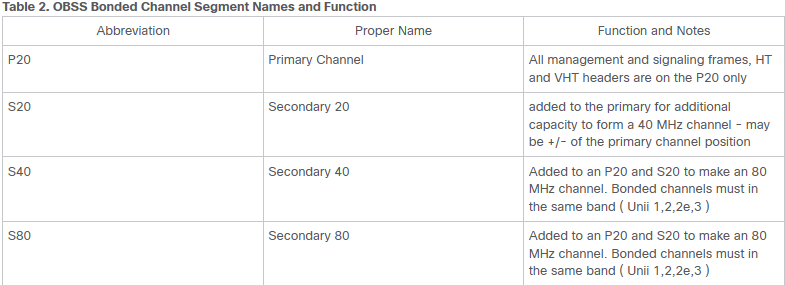 Table 2. OBSS Bonded Channel Segment Names and Function
Abbreviation Proper Name Function and Notes
P20 Primary Channel All management and signaling frames, HT
and VHT headers are on the P20 only
S20 Secondary 20 added to the primary for additional
capacity to form a 40 MHz channel - may
be +/- of the primary channel position
S40 Secondary 40 Added to an P20 and S20 to make an 80
MHz channel. Bonded channels must in
the same band ( Unii 1,2,2e,3 )
S80 Secondary 80 Added to an P20 and S20 to make an 80
MHz channel. Bonded channels must in
the same band ( Unii 1,2,2e,3 )